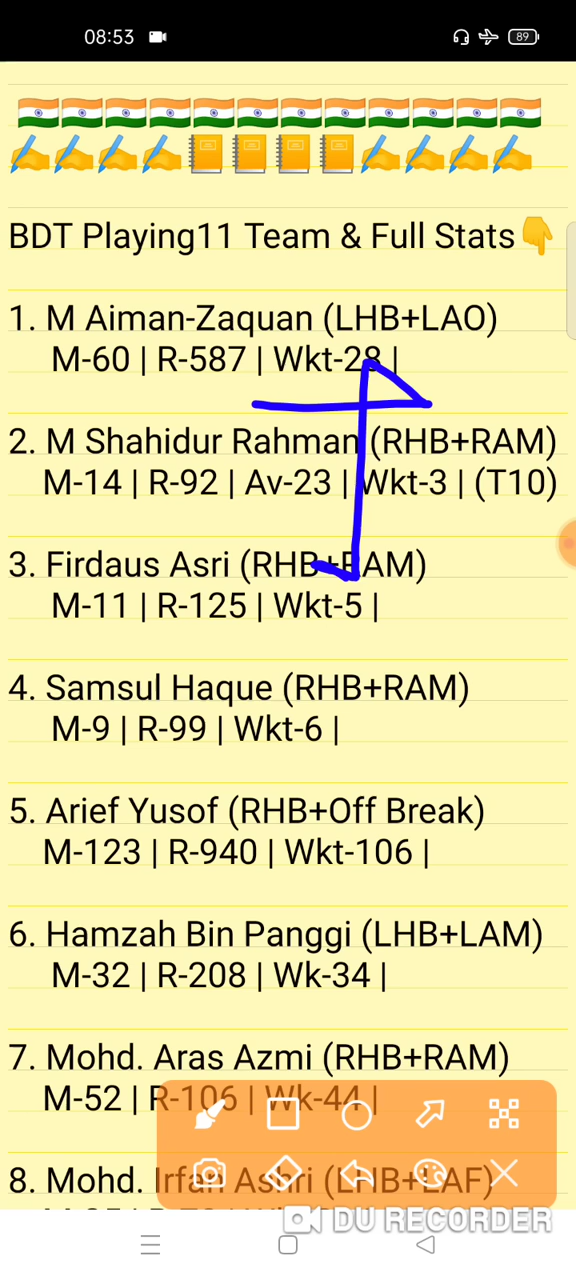 08:53
89
BDT Playing11 Team & Full Stats
1. M Aiman-Zaquan (LHB+LAO)
M-60 | R-587 | Wkt-28 |
2. M Shahidur Rahman (RHB+RAM)
M-14 | R-92 | Av-23 | Wkt-3 | (T10)
3. Firdaus Asri (RHB+RAM)
M-11 | R-125 | Wkt-5 |
4. Samsul Haque (RHB+RAM)
M-9 | R-99 | Wkt-6 |
5. Arief Yusof (RHB+Off Break)
M-123 | R-940 | Wkt-106 |
6. Hamzah Bin Panggi (LHB+LAM)
M-32 | R-208 | Wk-34 |
7. Mohd. Aras Azmi (RHB+RAM)
M-52 | R-106 | Wk-44 |
8. Mohd. Irfan Ashri (LHB+LAF)
DU RECORDER